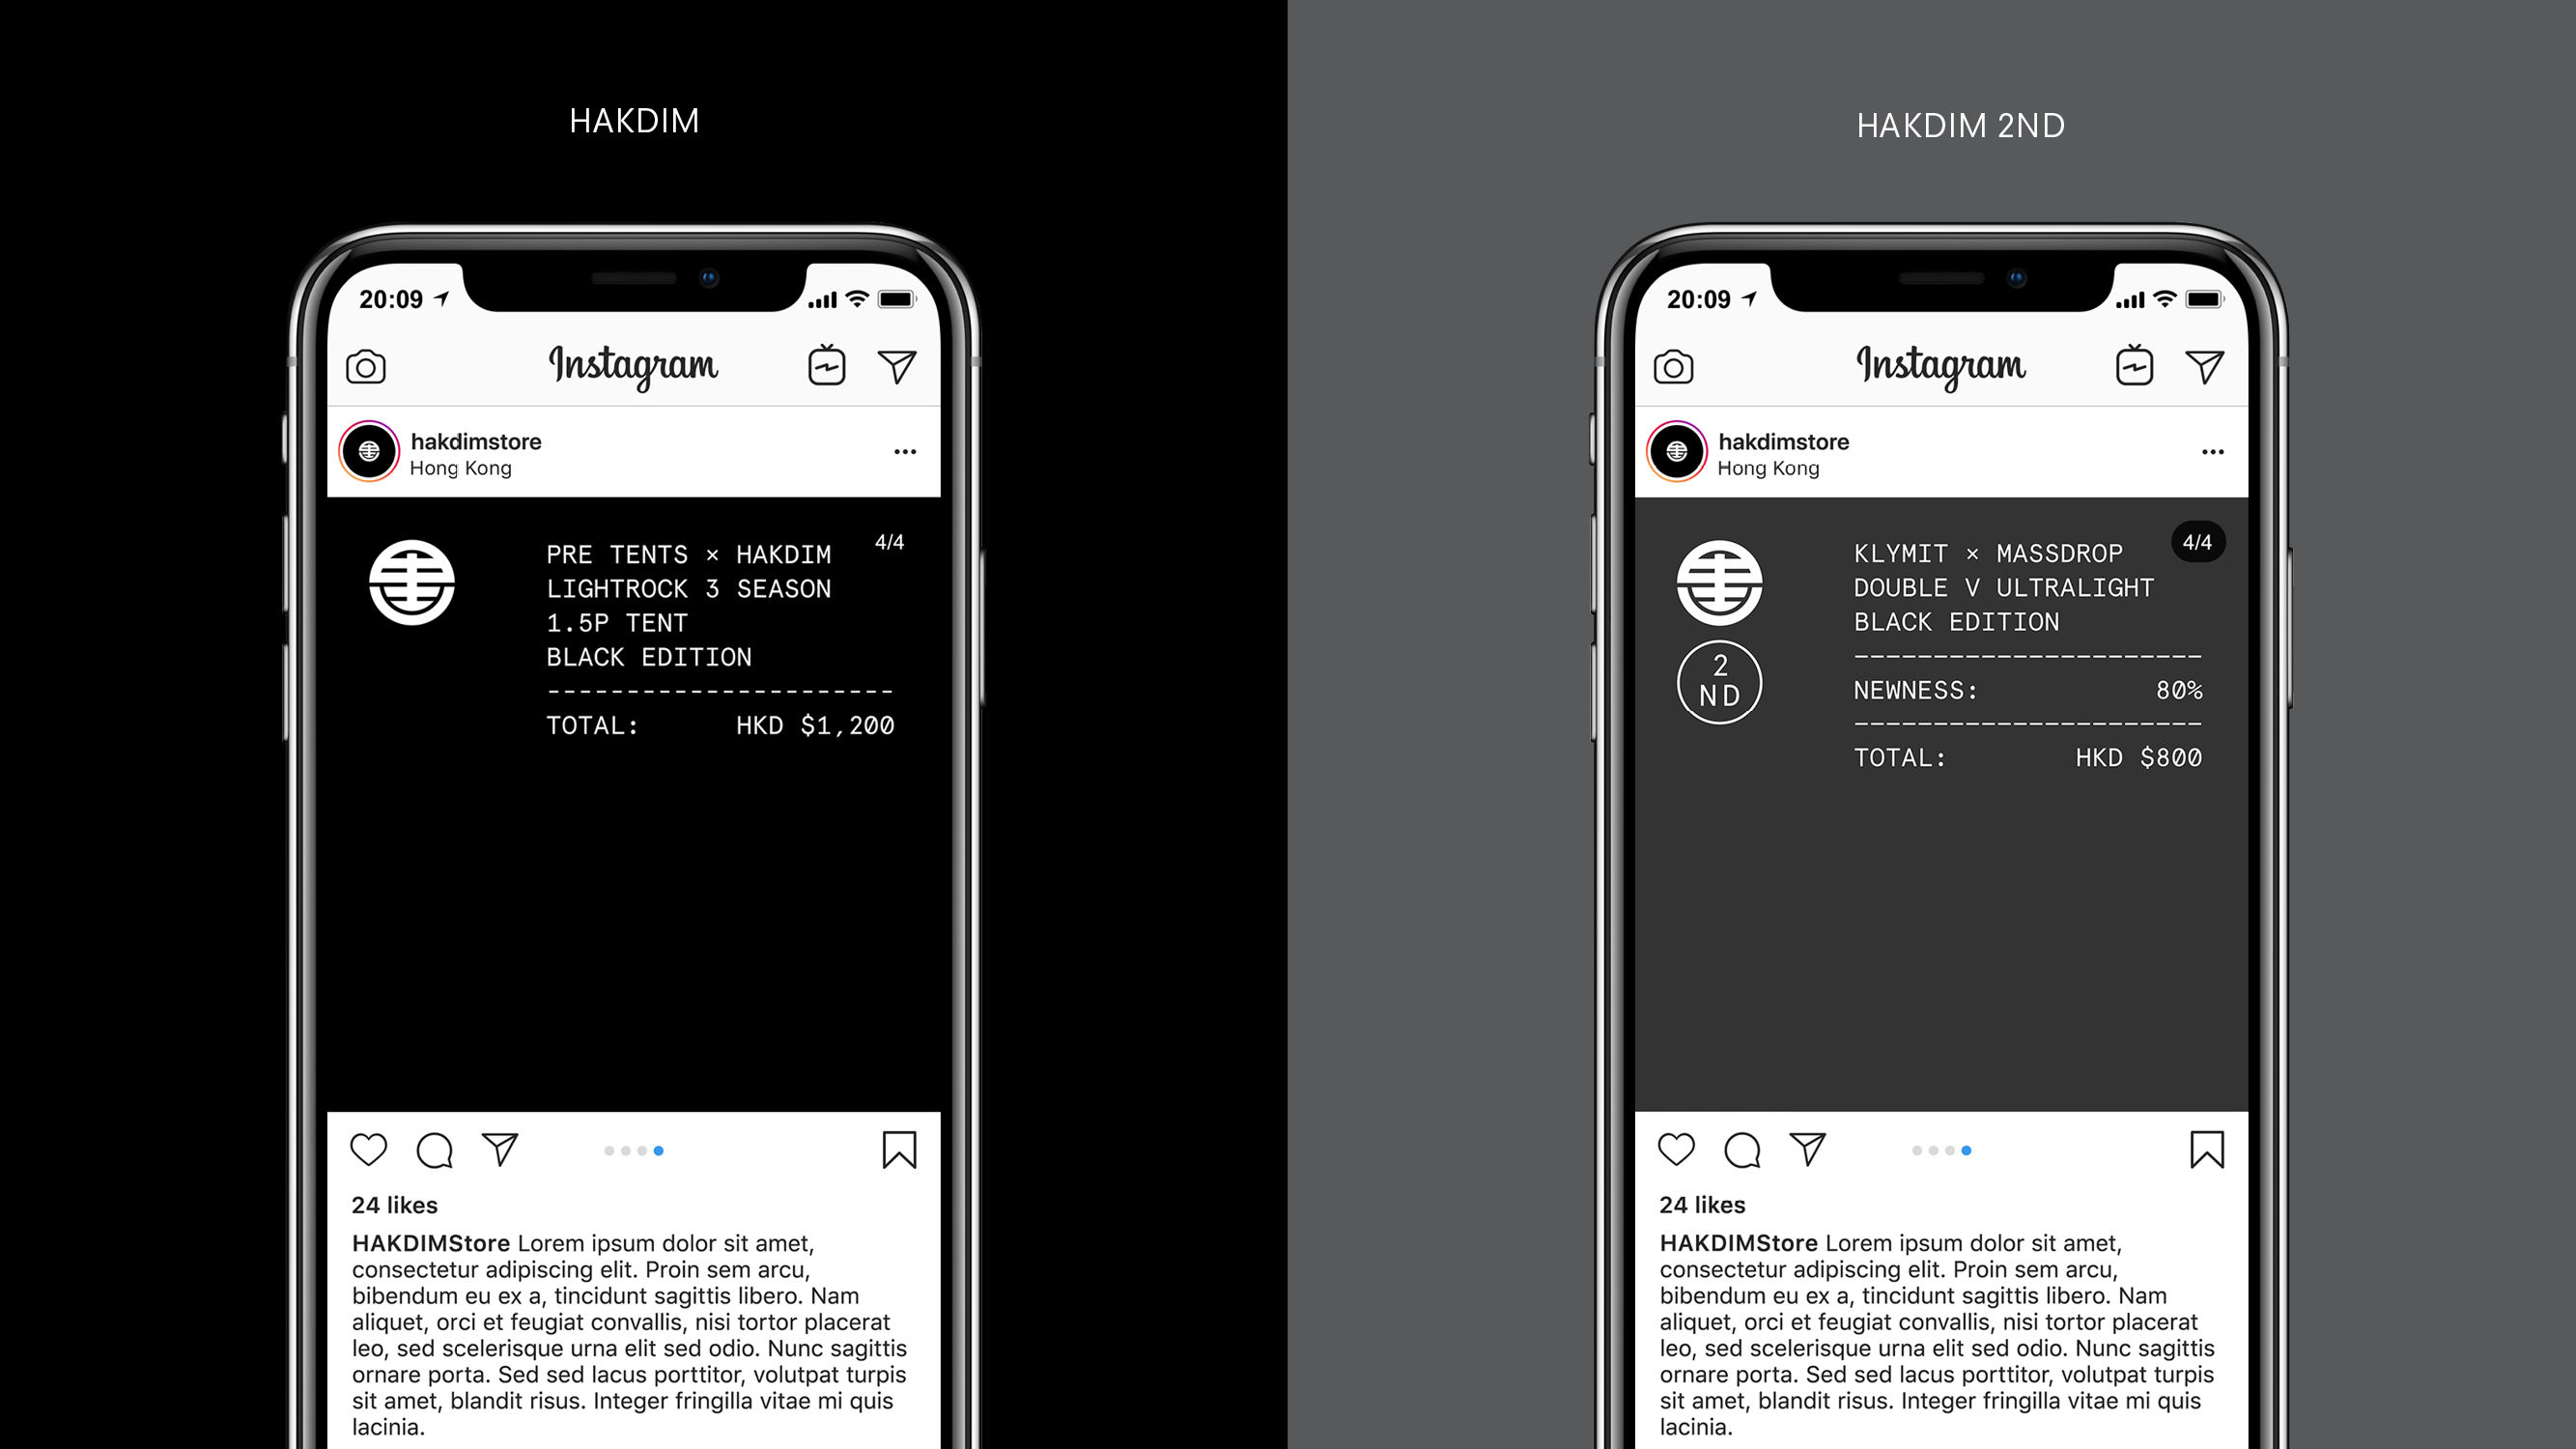 HAKDIM
20:09
Instagram
hakdimstore
Hong Kong
4/4
PRE TENTS × HAKDIM
LIGHTROCK 3 SEASON
1.5P TENT
BLACK EDITION
----------------------
TOTAL: HKD $1,200
24 likes
HAKDIMStore Lorem ipsum dolor sit amet,
consectetur adipiscing elit. Proin sem arcu,
bibendum eu ex a, tincidunt sagittis libero. Nam
aliquet, orci et feugiat convallis, nisi tortor placerat
leo, sed scelerisque urna elit sed odio. Nunc sagittis
ornare porta. Sed sed lacus porttitor, volutpat turpis
sit amet, blandit risus. Integer fringilla vitae mi quis
lacinia.
HAKDIM 2ND
20:09
Instagram
hakdimstore
Hong Kong
4/4
2
ND
KLYMIT × MASSDROP
DOUBLE V ULTRALIGHT
BLACK EDITION
----------------------
NEWNESS: 80%
----------------------
TOTAL: HKD $800
24 likes
HAKDIMStore Lorem ipsum dolor sit amet,
consectetur adipiscing elit. Proin sem arcu,
bibendum eu ex a, tincidunt sagittis libero. Nam
aliquet, orci et feugiat convallis, nisi tortor placerat
leo, sed scelerisque urna elit sed odio. Nunc sagittis
ornare porta. Sed sed lacus porttitor, volutpat turpis
sit amet, blandit risus. Integer fringilla vitae mi quis
lacinia.